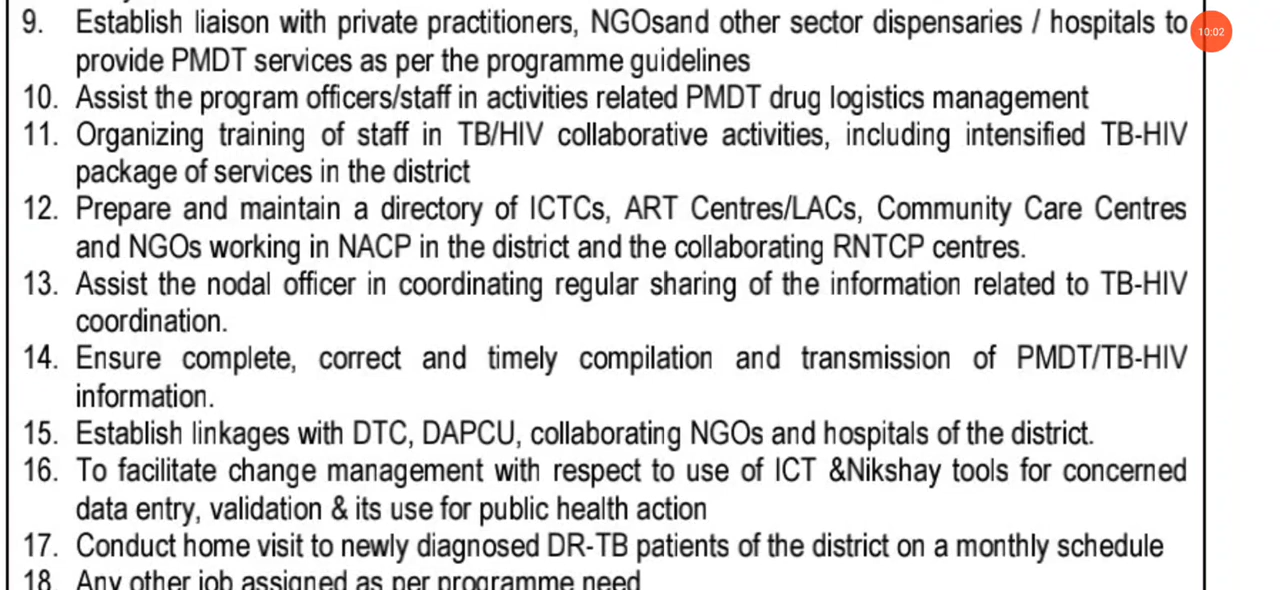 9. Establish liaison with private practitioners, NGOsand other sector dispensaries / hospitals to
10:02
provide PMDT services as per the programme guidelines
10. Assist the program officers/staff in activities related PMDT drug logistics management
11. Organizing training of staff in TB/HIV collaborative activities, including intensified TB-HIV
package of services in the district
12. Prepare and maintain a directory of ICTCs, ART Centres/LACs, Community Care Centres
and NGOs working in NACP in the district and the collaborating RNTCP centres.
13. Assist the nodal officer in coordinating regular sharing of the information related to TB-HIV
coordination.
14. Ensure complete, correct and timely compilation and transmission of PMDT/TB-HIV
information.
15. Establish linkages with DTC, DAPCU, collaborating NGOs and hospitals of the district.
16. To facilitate change management with respect to use of ICT &Nikshay tools for concerned
data entry, validation & its use for public health action
17. Conduct home visit to newly diagnosed DR-TB patients of the district on a monthly schedule
18. Any other job assigned as per programme need